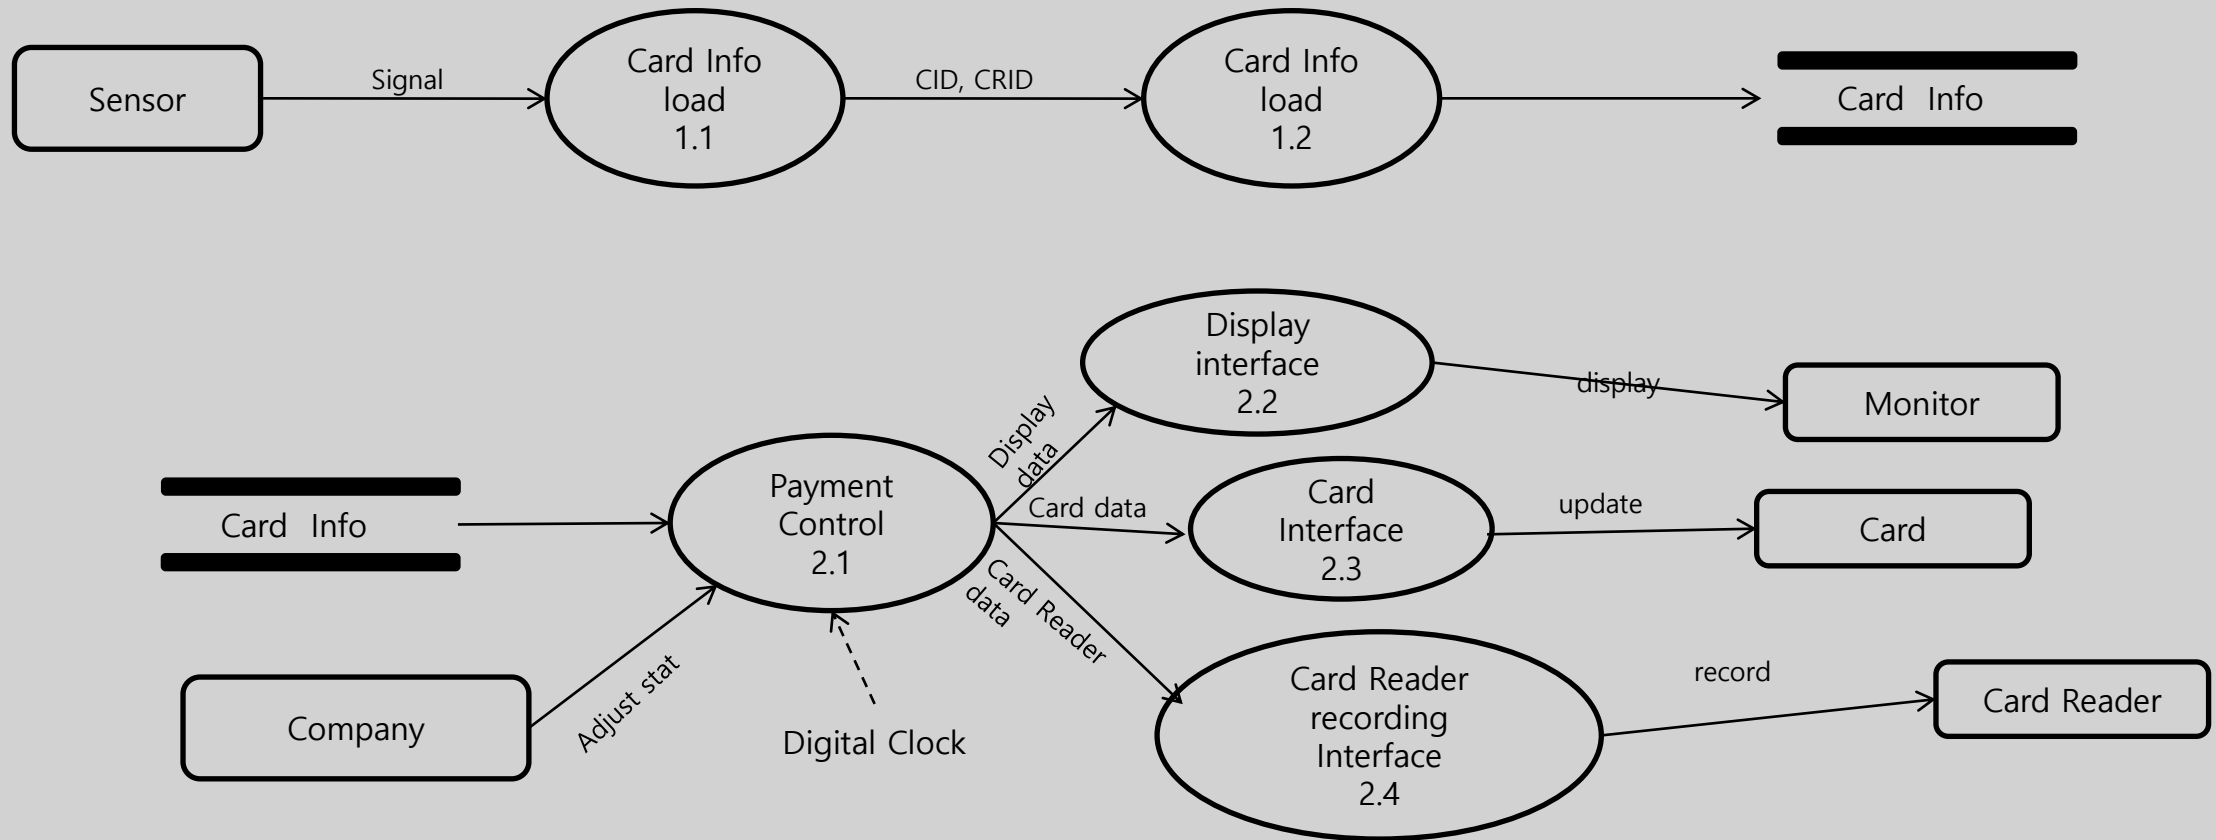 Sensor
Signal
Card Info
load
1.1
CID, CRID
Card Info
load
1.2
Card Info
Display
interface
2.2
display
Monitor
Display
data
Card Info
Payment
Control
2.1
Card data
Card
Interface
2.3
update
Card
Card Reader
data
Company
Adjust stat
Digital Clock
Card Reader
recording
Interface
2.4
record
Card Reader